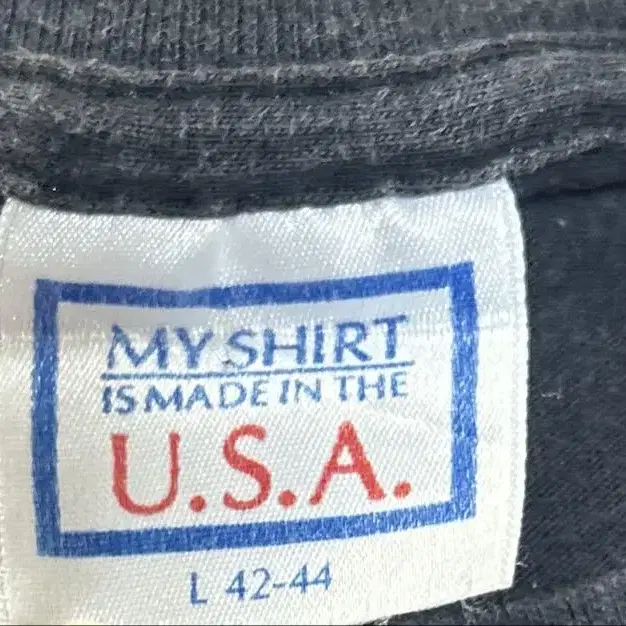 MY SHIRT
IS MADE IN THE
U.S.A.
L 42-44